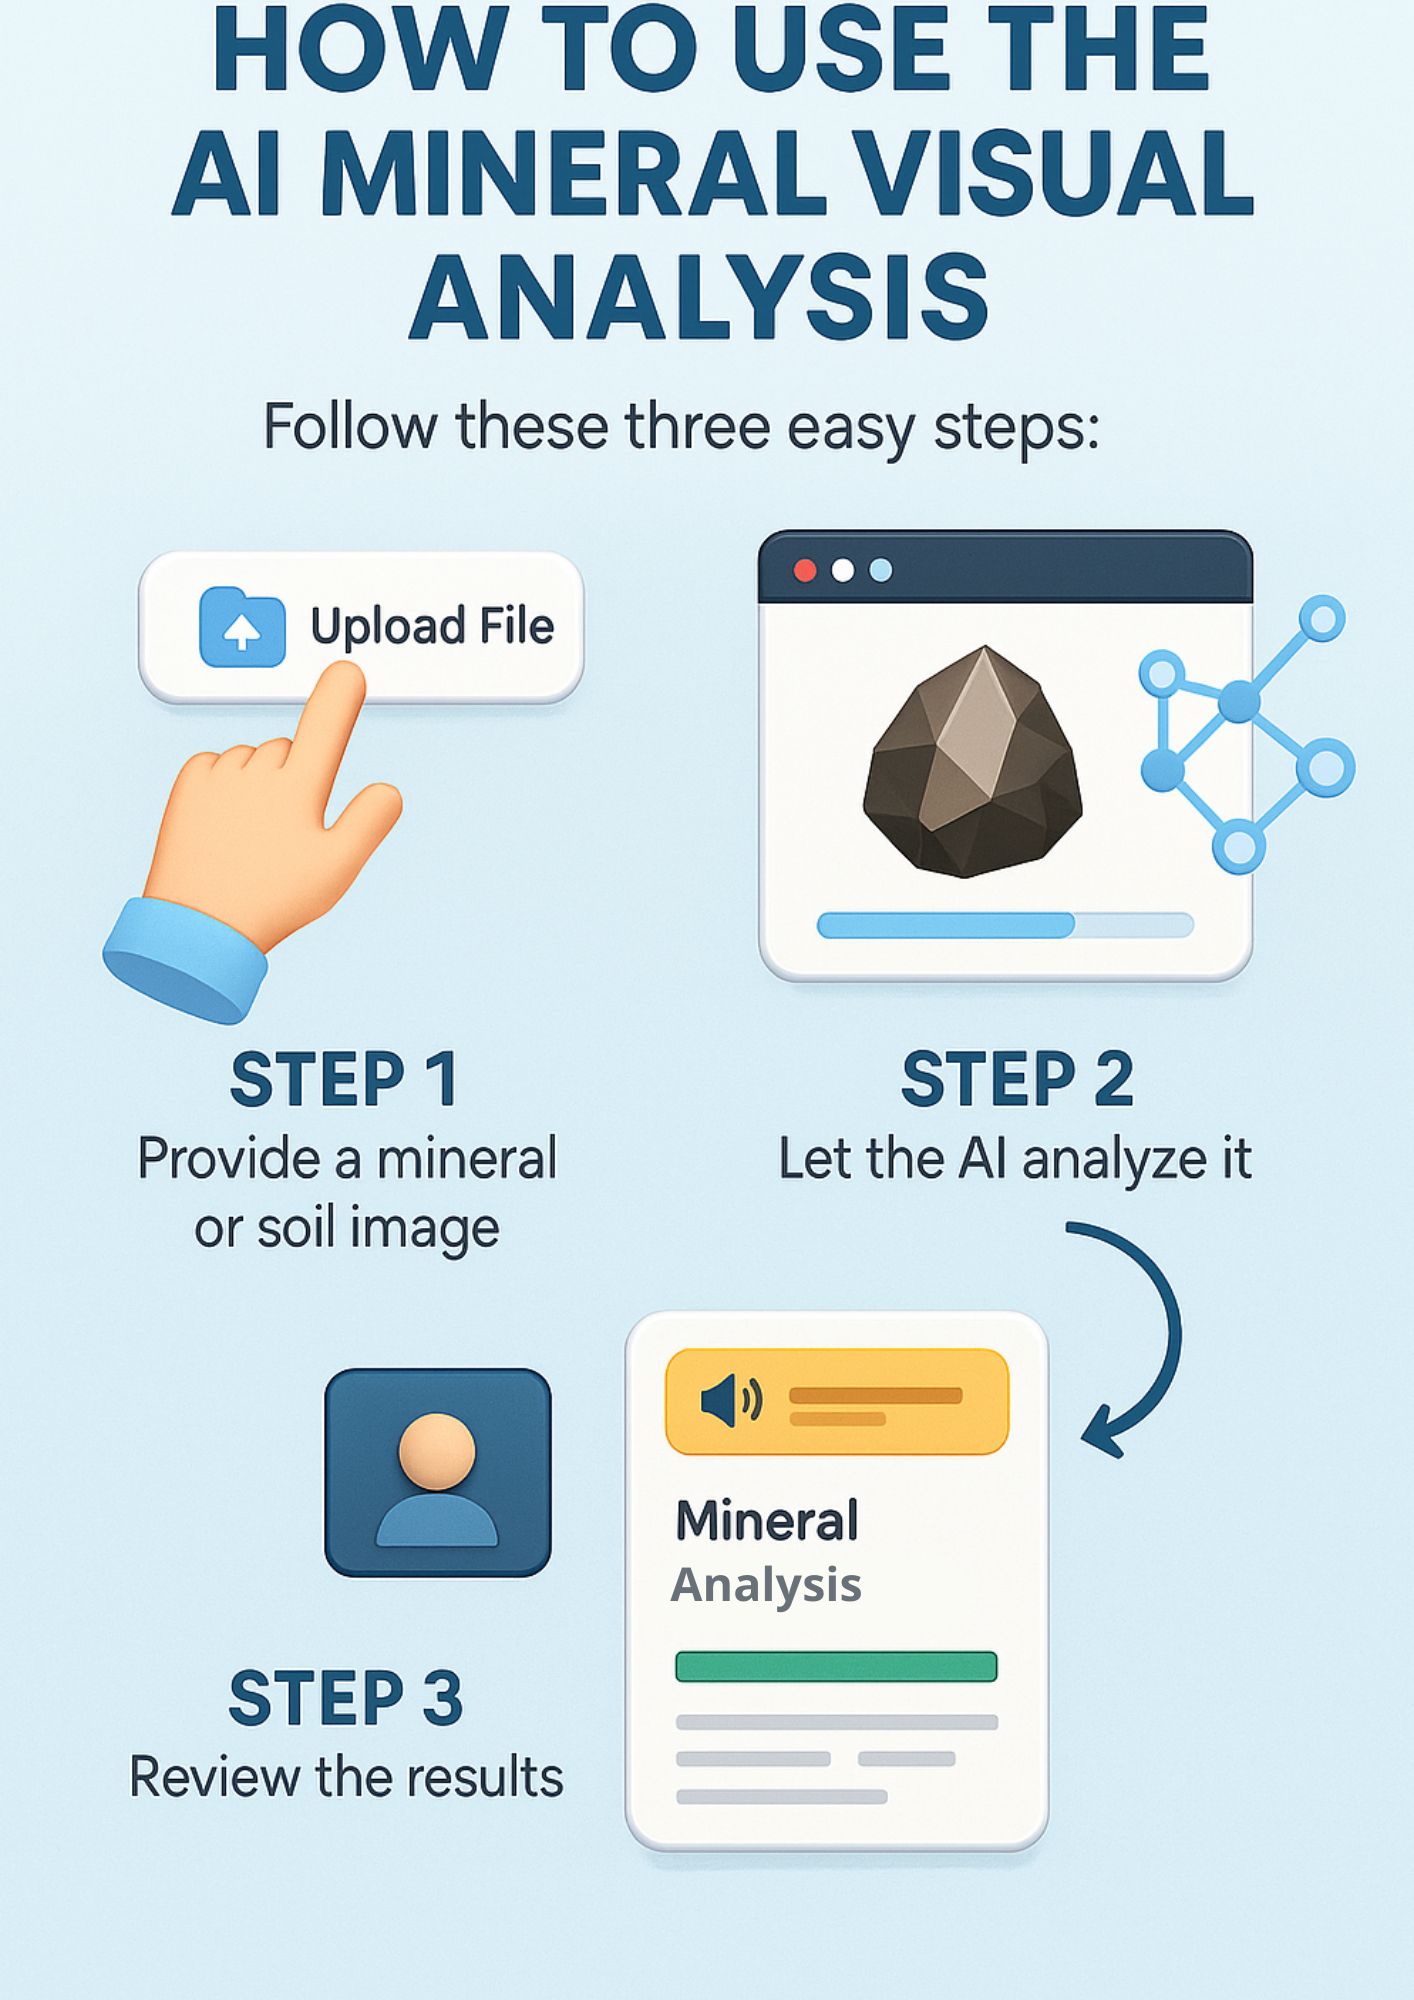 HOW TO USE THE
AI MINERAL VISUAL
ANALYSIS
Follow these three easy steps:
Upload File
STEP 1
Provide a mineral
or soil image
STEP 2
Let the AI analyze it
Mineral
Analysis
STEP 3
Review the results